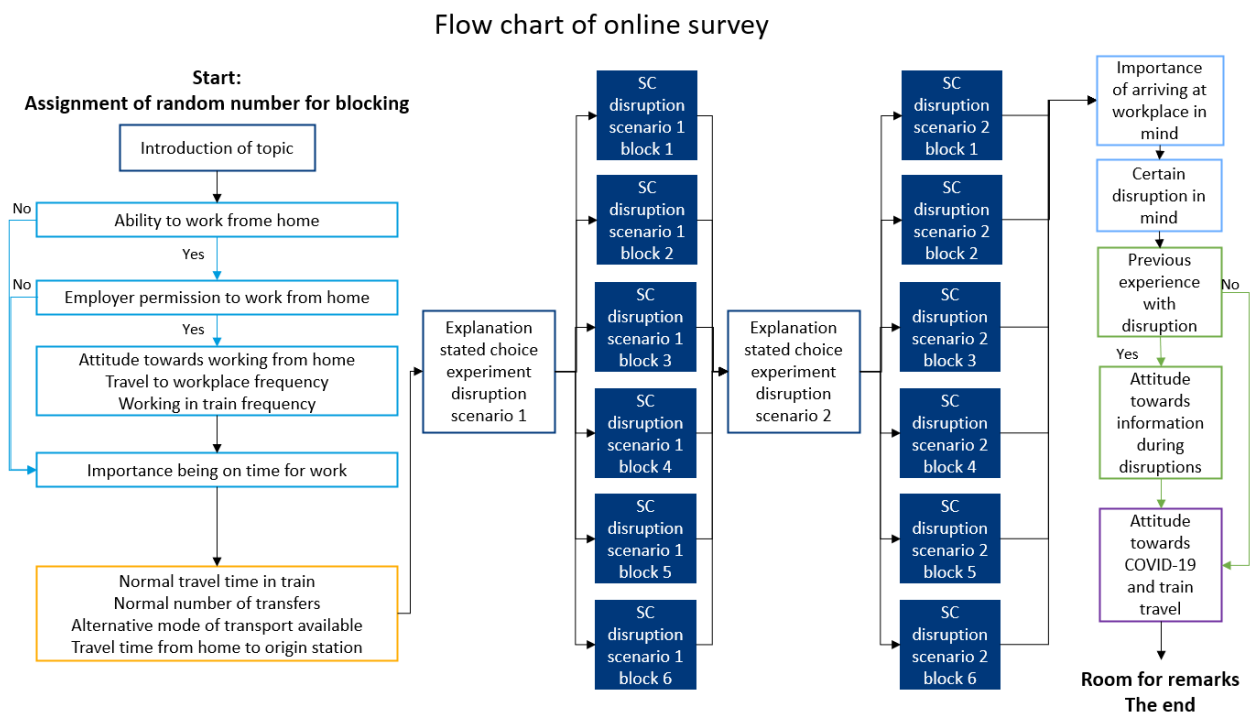 Flow chart of online survey
Start:
Assignment of random number for blocking
Introduction of topic
No
Ability to work frome home
Yes
No
Employer permission to work from home
Yes
Attitude towards working from home
Travel to workplace frequency
Working in train frequency
Importance being on time for work
Normal travel time in train
Normal number of transfers
Alternative mode of transport available
Travel time from home to origin station
Explanation
stated choice
experiment
disruption
scenario 1
SC
disruption
scenario 1
block 1
SC
disruption
scenario 1
block 2
SC
disruption
scenario 1
block 3
SC
disruption
scenario 1
block 4
SC
disruption
scenario 1
block 5
SC
disruption
scenario 1
block 6
Explanation
stated choice
experiment
disruption
scenario 2
SC
disruption
scenario 2
block 1
SC
disruption
scenario 2
block 2
SC
disruption
scenario 2
block 3
SC
disruption
scenario 2
block 4
SC
disruption
scenario 2
block 5
SC
disruption
scenario 2
block 6
Importance
of arriving at
workplace in
mind
Certain
disruption in
mind
Previous
experience
with
disruption
No
Yes
Attitude
towards
information
during
disruptions
Attitude
towards
COVID-19
and train
travel
Room for remarks
The end